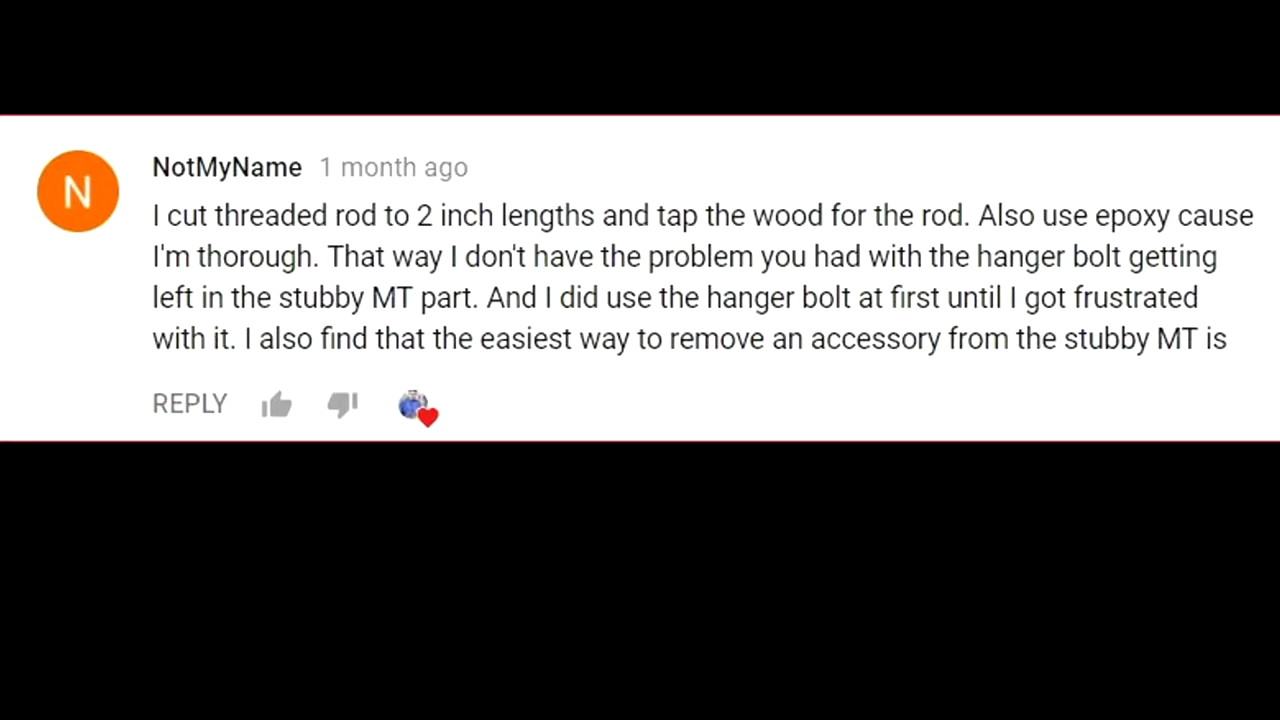 N
NotMyName 1 month ago
I cut threaded rod to 2 inch lengths and tap the wood for the rod. Also use epoxy cause
I'm thorough. That way I don't have the problem you had with the hanger bolt getting
left in the stubby MT part. And I did use the hanger bolt at first until I got frustrated
with it. I also find that the easiest way to remove an accessory from the stubby MT is
REPLY